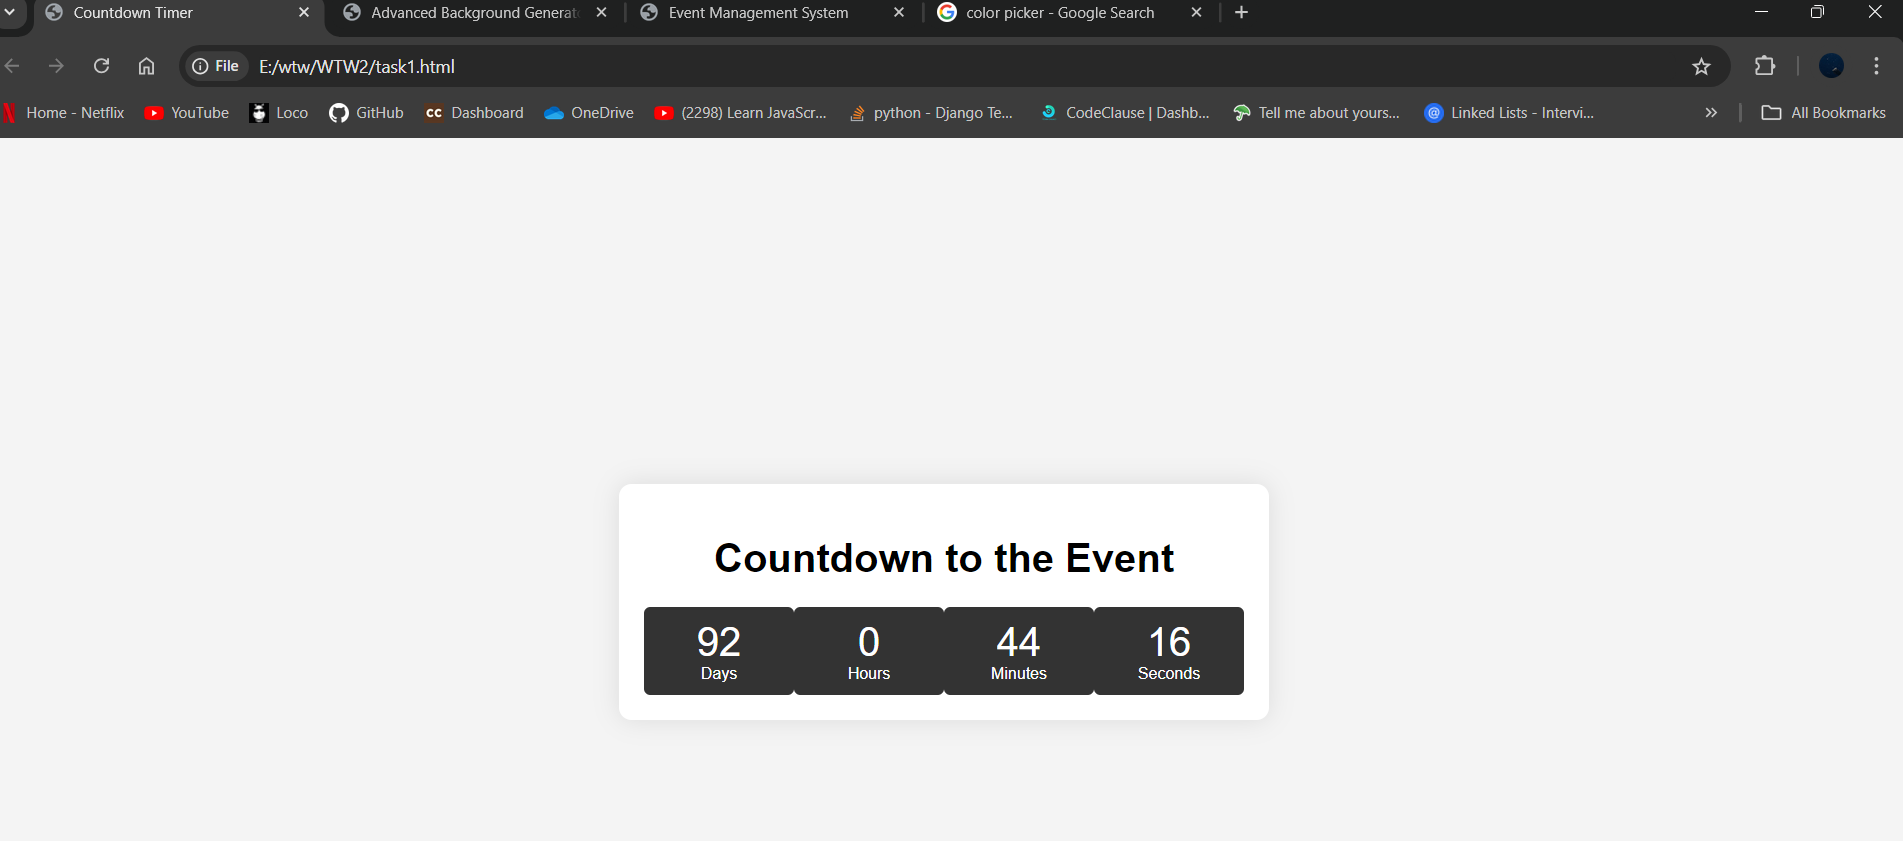 Countdown Timer
Advanced Background Generat
Event Management System
color picker - Google Search
File E:/wtw/WTW2/task1.html
Home - Netflix YouTube Loco GitHub CC Dashboard OneDrive (2298) Learn JavaScr... python - Django Te... CodeClause | Dashb... Tell me about yours... Linked Lists - Intervi... All Bookmarks
Countdown to the Event
92 0 44 16
Days Hours Minutes Seconds